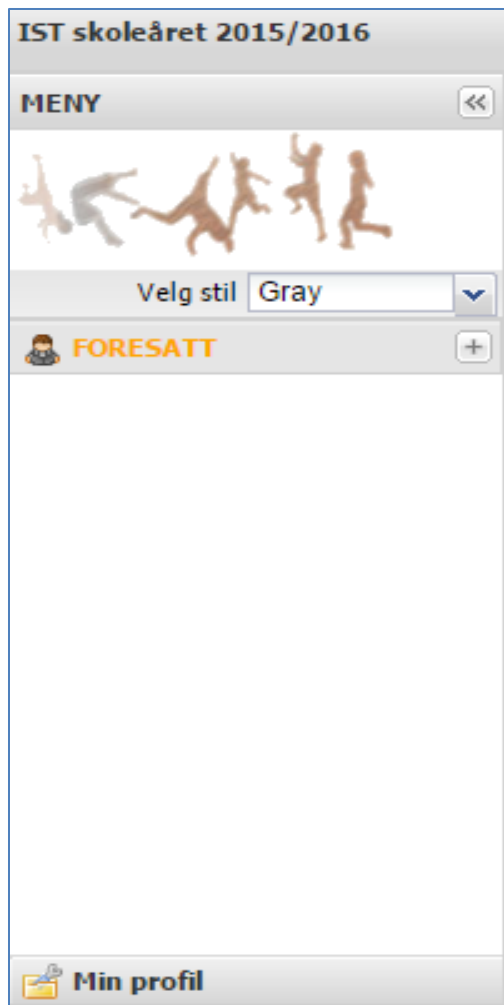 IST skoleåret 2015/2016
MENY
Velg stil Gray
FORESATT
Min profil